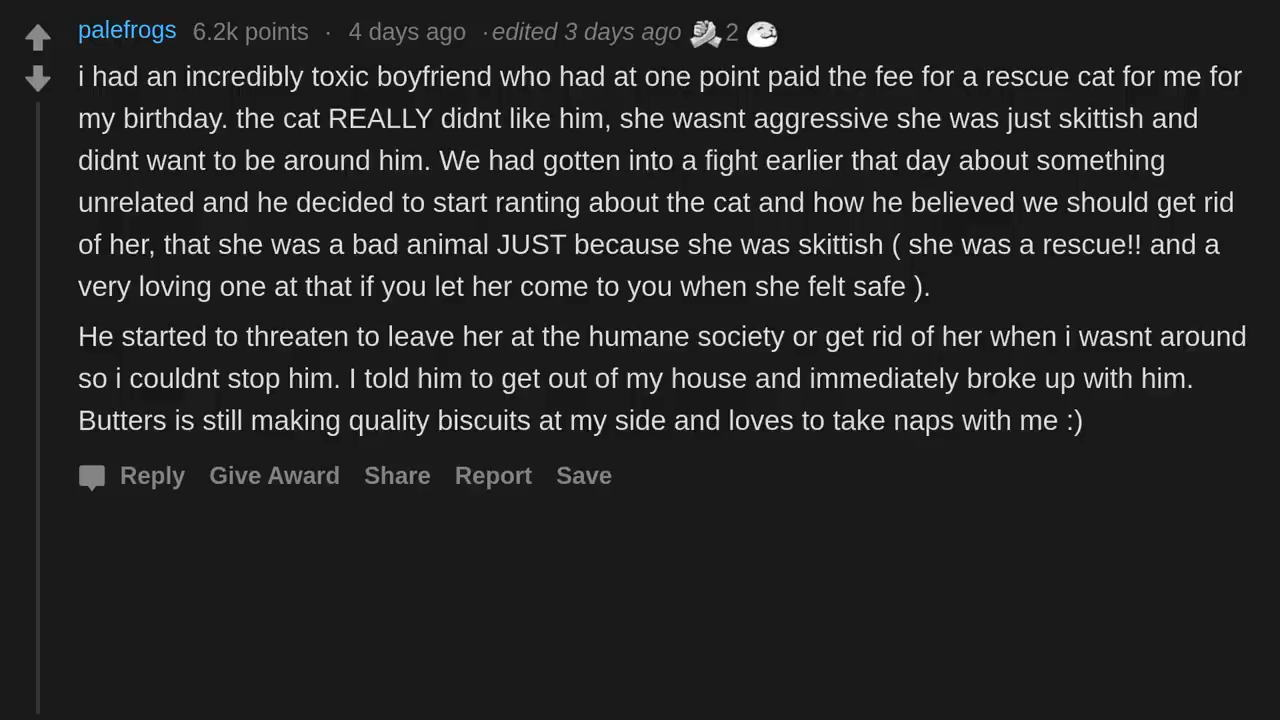 palefrogs 6.2k points · 4 days ago · edited 3 days ago 2
i had an incredibly toxic boyfriend who had at one point paid the fee for a rescue cat for me for
my birthday. the cat REALLY didnt like him, she wasnt aggressive she was just skittish and
didnt want to be around him. We had gotten into a fight earlier that day about something
unrelated and he decided to start ranting about the cat and how he believed we should get rid
of her, that she was a bad animal JUST because she was skittish ( she was a rescue!! and a
very loving one at that if you let her come to you when she felt safe ).
He started to threaten to leave her at the humane society or get rid of her when i wasnt around
so i couldnt stop him. I told him to get out of my house and immediately broke up with him.
Butters is still making quality biscuits at my side and loves to take naps with me :)
Reply Give Award Share Report Save